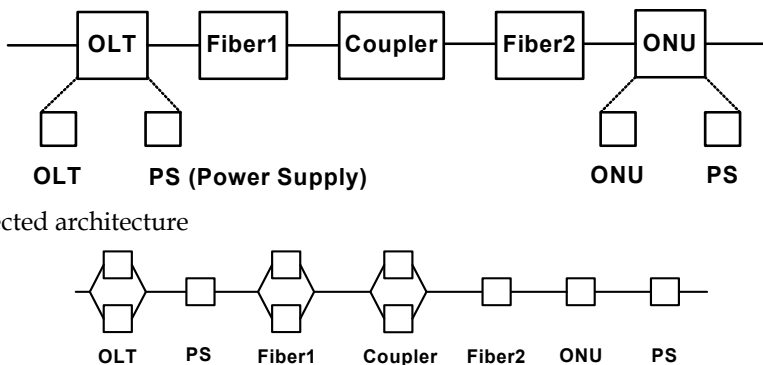 OLT Fiber1 Coupler Fiber2 ONU
OLT PS (Power Supply) ONU PS
ected architecture
OLT PS Fiber1 Coupler Fiber2 ONU PS